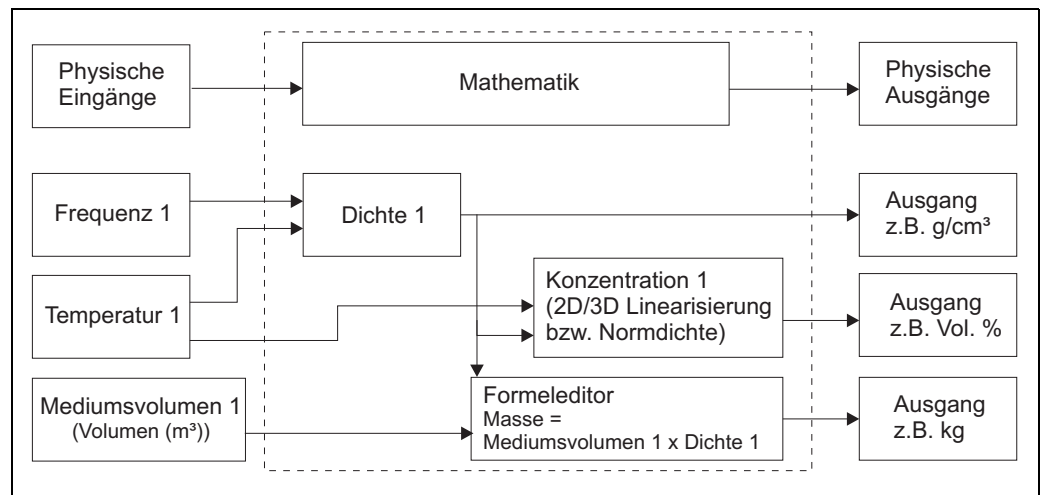 Physische
Eingänge
Mathematik
Physische
Ausgänge
Frequenz 1
Dichte 1
Ausgang
z.B. g/cm³
Temperatur 1
Konzentration 1
(2D/3D Linearisierung
bzw. Normdichte)
Ausgang
z.B. Vol. %
Mediumsvolumen 1
(Volumen (m³))
Formeleditor
Masse =
Mediumsvolumen 1 x Dichte 1
Ausgang
z.B. kg